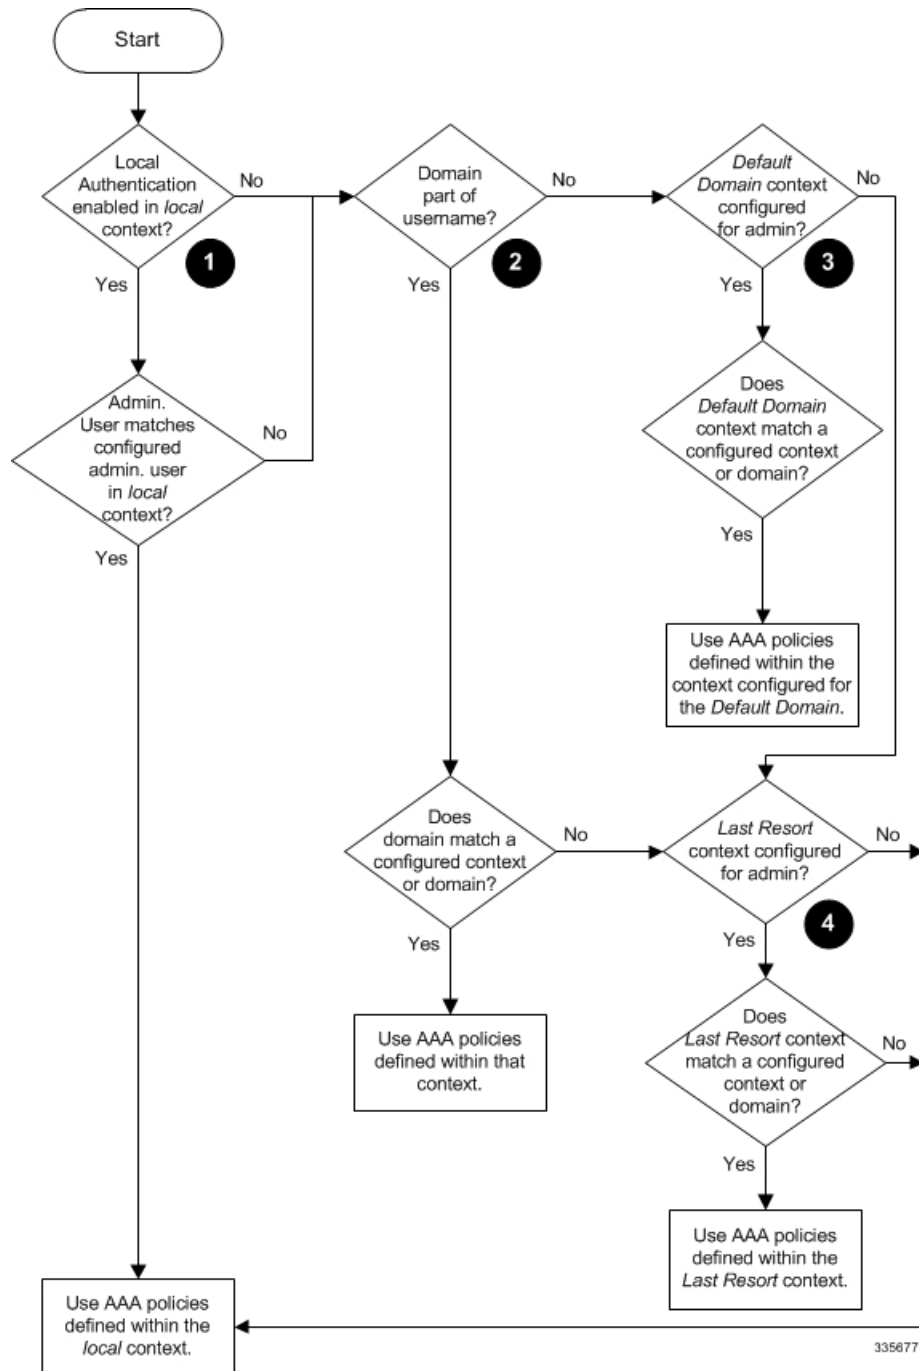 Start
Local
Authentication
enabled in local
context?
No
Yes
1
Domain
part of
username?
No
Yes
2
Default
Domain context
configured
for admin?
No
Yes
3
Admin.
User matches
configured
admin. user
in local
context?
No
Yes
Does
Default Domain
context match a
configured context
or domain?
Yes
Use AAA policies
defined within the
context configured for
the Default Domain.
Does
domain match a
configured context
or domain?
No
Yes
Last Resort
context configured
for admin?
No
Yes
4
Use AAA policies
defined within that
context.
Does
Last Resort context
match a configured
context or
domain?
No
Yes
Use AAA policies
defined within the
Last Resort context.
Use AAA policies
defined within the
local context.
335677